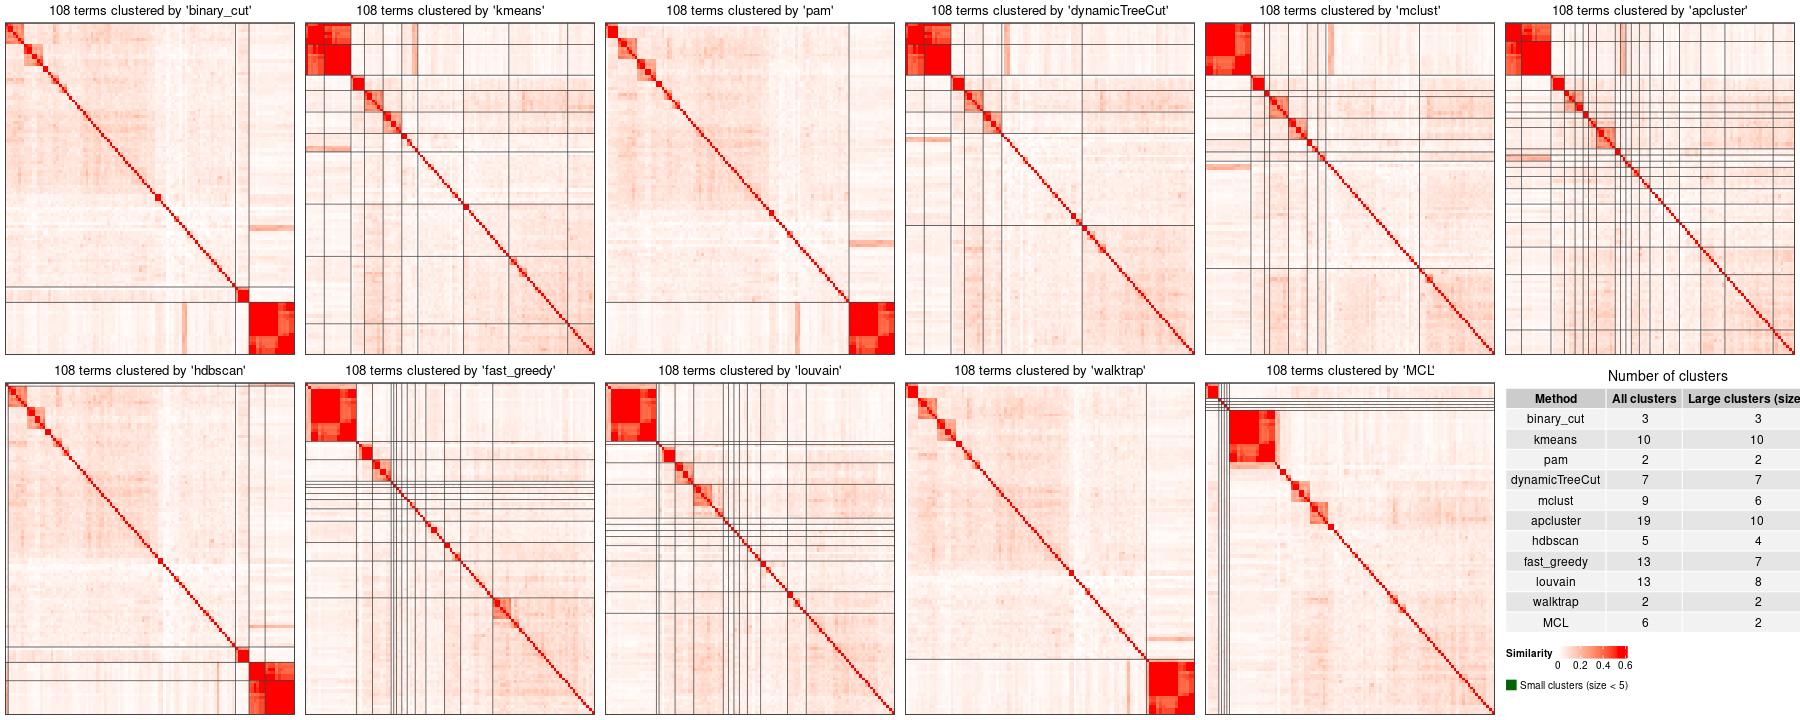 108 terms clustered by 'binary_cut'
108 terms clustered by 'kmeans'
108 terms clustered by 'pam'
108 terms clustered by 'dynamicTreeCut'
108 terms clustered by 'mclust'
108 terms clustered by 'apcluster'
108 terms clustered by 'hdbscan'
108 terms clustered by 'fast_greedy'
108 terms clustered by 'louvain'
108 terms clustered by 'walktrap'
108 terms clustered by 'MCL'
Number of clusters
Method All clusters Large clusters (size
binary_cut 3 3
kmeans 10 10
pam 2 2
dynamicTreeCut 7 7
mclust 9 6
apcluster 19 10
hdbscan 5 4
fast_greedy 13 7
louvain 13 8
walktrap 2 2
MCL 6 2
Similarity
0 0.2 0.4 0.6
Small clusters (size < 5)